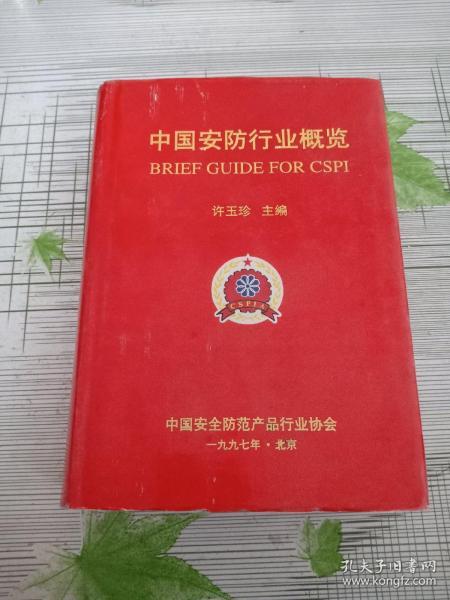 中国安防行业概览
BRIEF GUIDE FOR CSPI
许玉珍 主编
CSPIA
中国安全防范产品行业协会
一九九七年·北京
孔夫子旧书网
www.kongfz.com